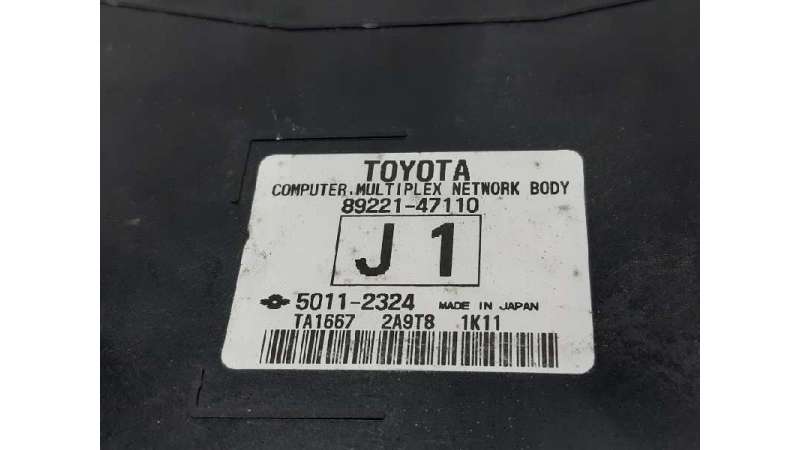 TOYOTA
COMPUTER, MULTIPLEX NETWORK BODY
89221-47110
J 1
5011-2324 MADE IN JAPAN
TA1667 2A9T8 1K11